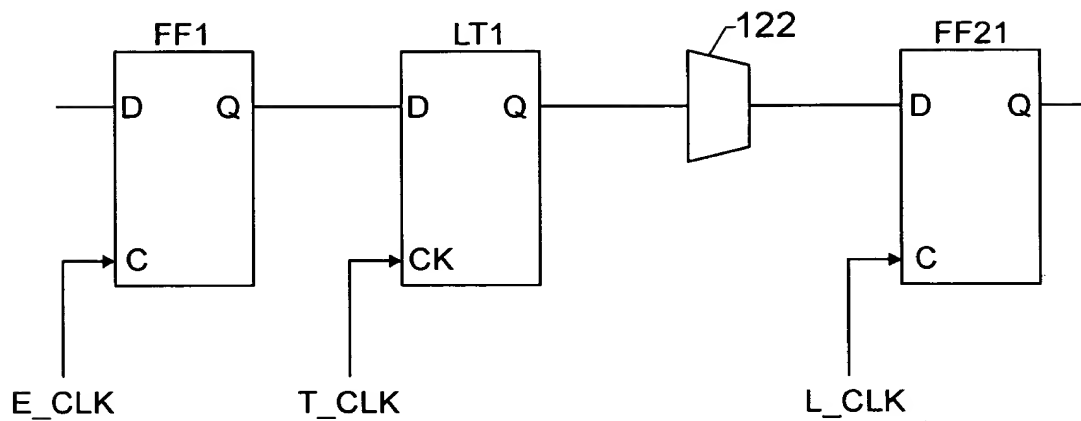 122
FF1 LT1 FF21
D Q D Q D Q
C CK C
E_CLK T_CLK L_CLK